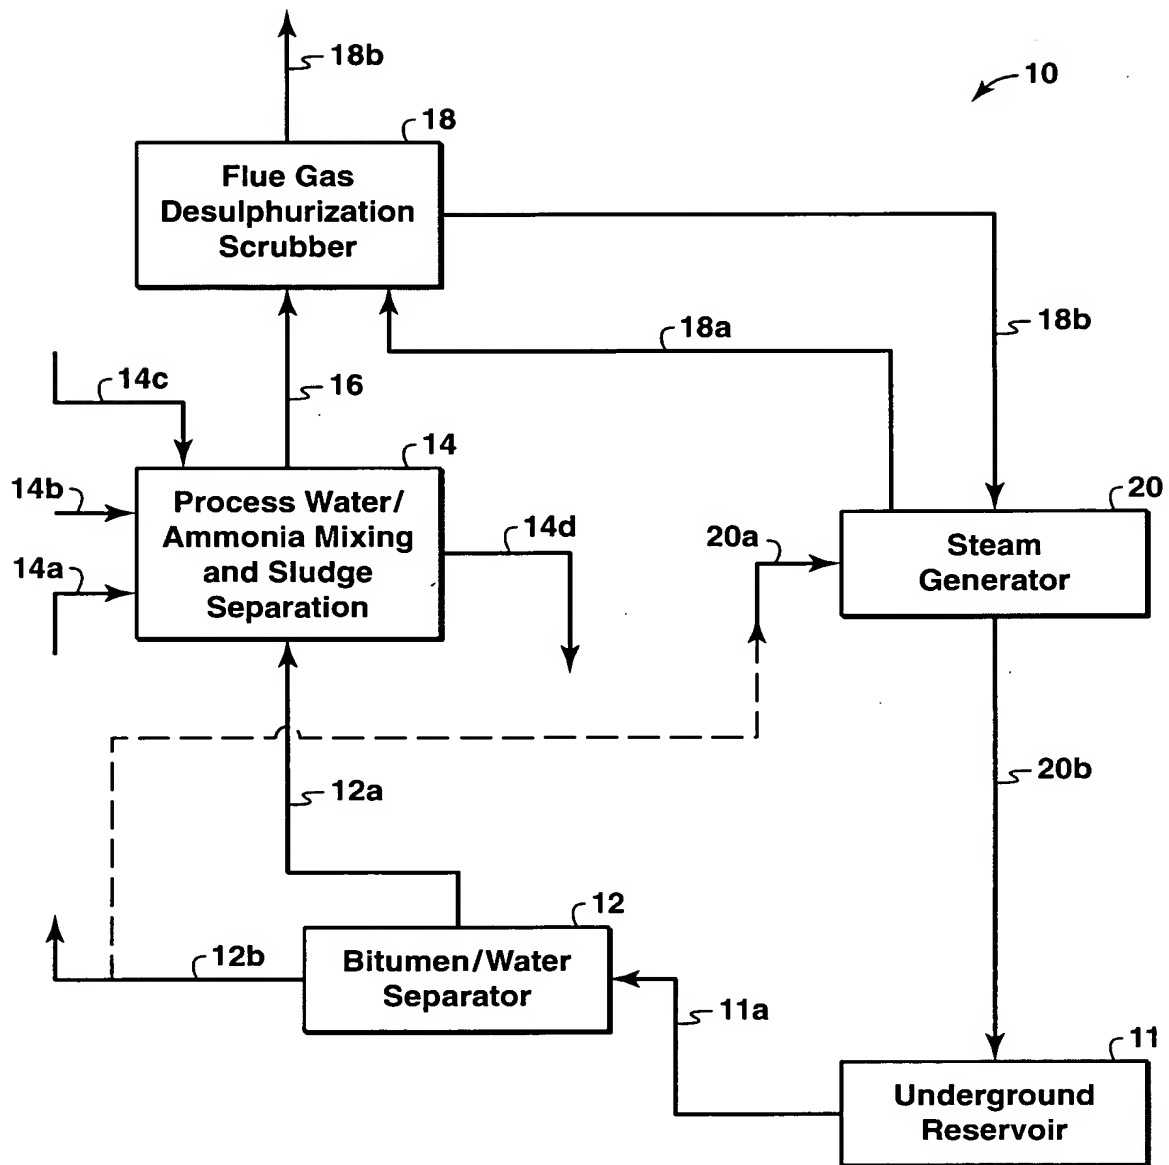 18b
10
18
Flue Gas
Desulphurization
Scrubber
18b
18a
14c
16
14
14b
Process Water/
Ammonia Mixing
and Sludge
Separation
14d
14a
20a
20
Steam
Generator
12a
20b
12
12b
Bitumen/Water
Separator
11a
11
Underground
Reservoir